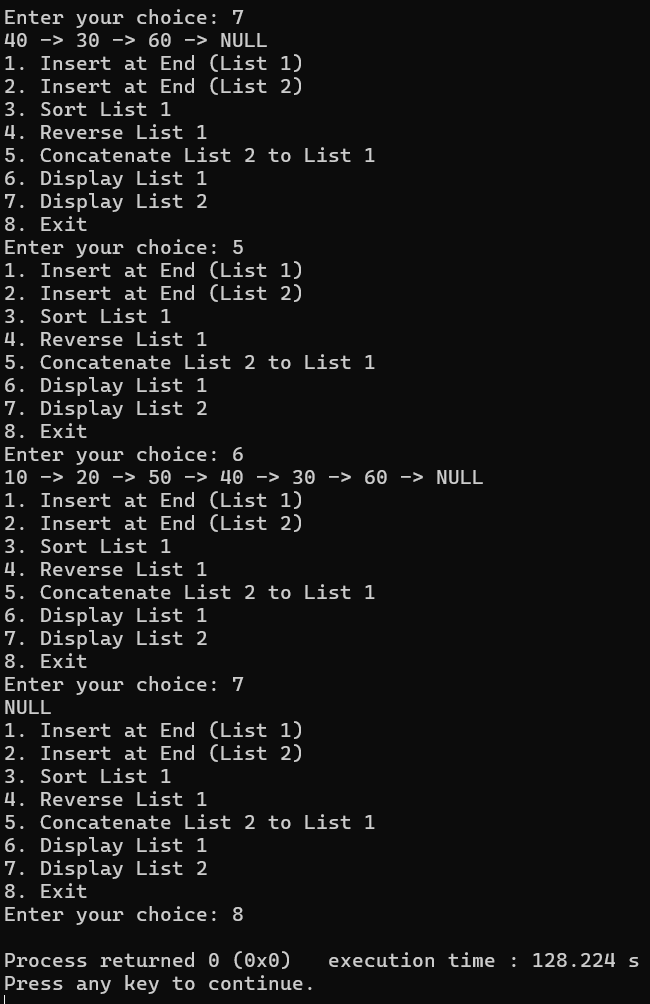 Enter your choice: 7
40 -> 30 -> 60 -> NULL
1. Insert at End (List 1)
2. Insert at End (List 2)
3. Sort List 1
4. Reverse List 1
5. Concatenate List 2 to List 1
6. Display List 1
7. Display List 2
8. Exit
Enter your choice: 5
1. Insert at End (List 1)
2. Insert at End (List 2)
3. Sort List 1
4. Reverse List 1
5. Concatenate List 2 to List 1
6. Display List 1
7. Display List 2
8. Exit
Enter your choice: 6
10 -> 20 -> 50 -> 40 -> 30 -> 60 -> NULL
1. Insert at End (List 1)
2. Insert at End (List 2)
3. Sort List 1
4. Reverse List 1
5. Concatenate List 2 to List 1
6. Display List 1
7. Display List 2
8. Exit
Enter your choice: 7
NULL
1. Insert at End (List 1)
2. Insert at End (List 2)
3. Sort List 1
4. Reverse List 1
5. Concatenate List 2 to List 1
6. Display List 1
7. Display List 2
8. Exit
Enter your choice: 8

Process returned 0 (0x0)   execution time : 128.224 s
Press any key to continue.